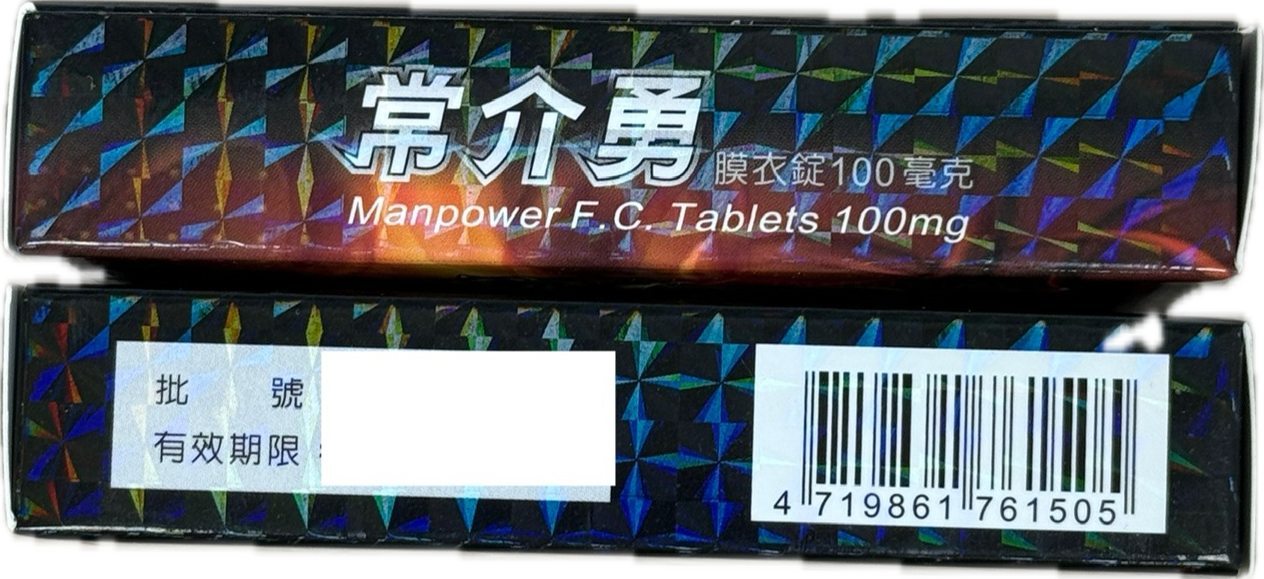 常介勇 膜衣錠100毫克
Manpower F.C. Tablets 100mg
批 號
有效期限 :
4 719861 761505